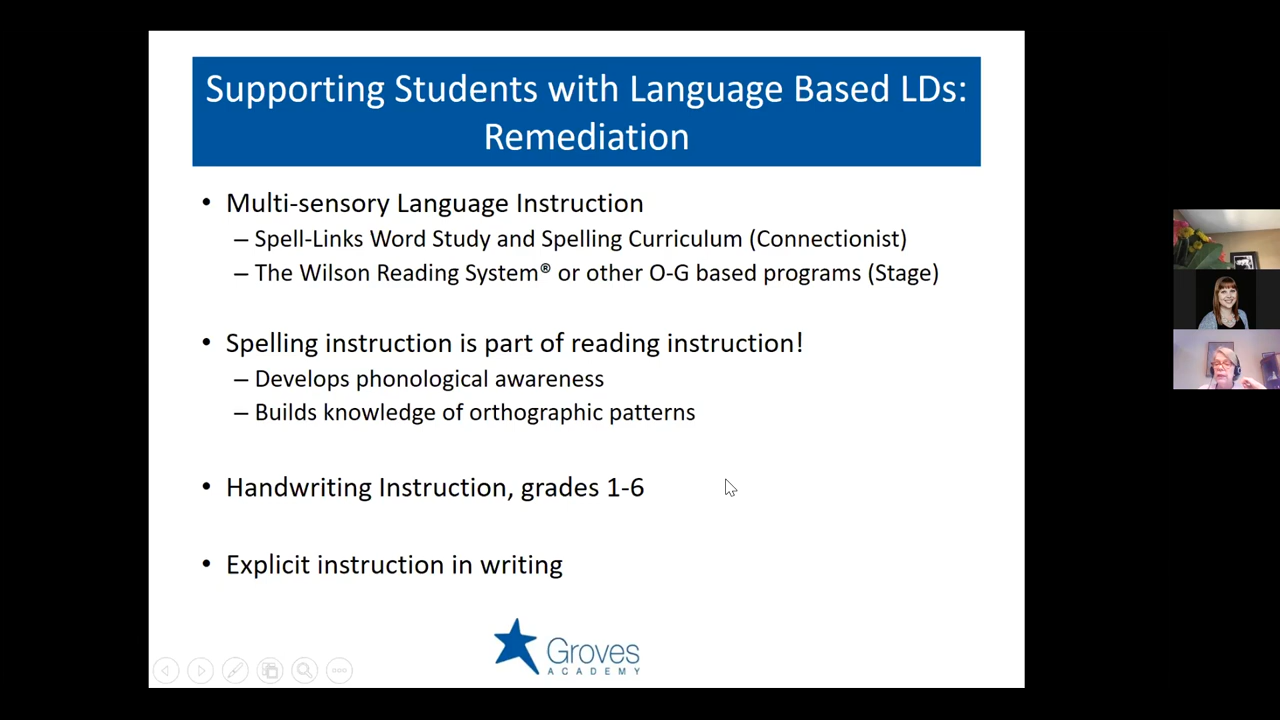 Supporting Students with Language Based LDs:
Remediation
• Multi-sensory Language Instruction
– Spell-Links Word Study and Spelling Curriculum (Connectionist)
– The Wilson Reading System® or other O-G based programs (Stage)
• Spelling instruction is part of reading instruction!
– Develops phonological awareness
– Builds knowledge of orthographic patterns
• Handwriting Instruction, grades 1-6
• Explicit instruction in writing
Groves
ACADEMY